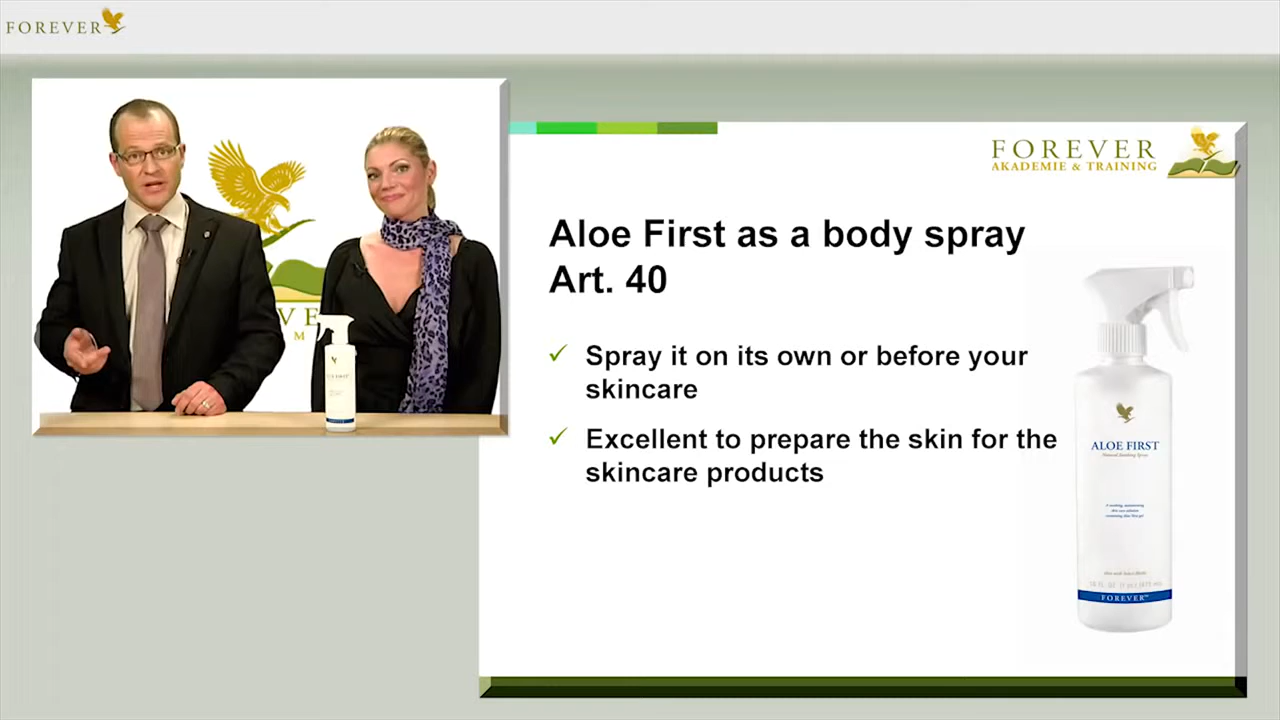 FOREVER
FOREVER
AKADEMIE & TRAINING
Aloe First as a body spray
Art. 40
Spray it on its own or before your
skincare
Excellent to prepare the skin for the
skincare products
ALOE FIRST
FOREVER